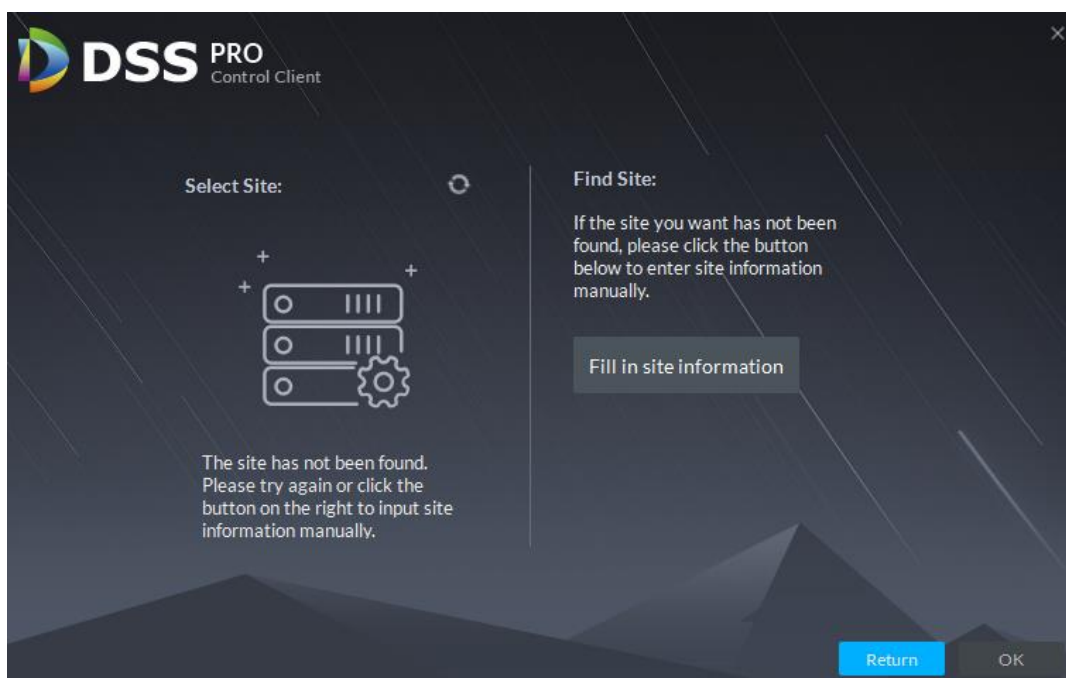 DSS PRO
Control Client
Select Site:
The site has not been found.
Please try again or click the
button on the right to input site
information manually.
Find Site:
If the site you want has not been
found, please click the button
below to enter site information
manually.
Fill in site information
Return
OK